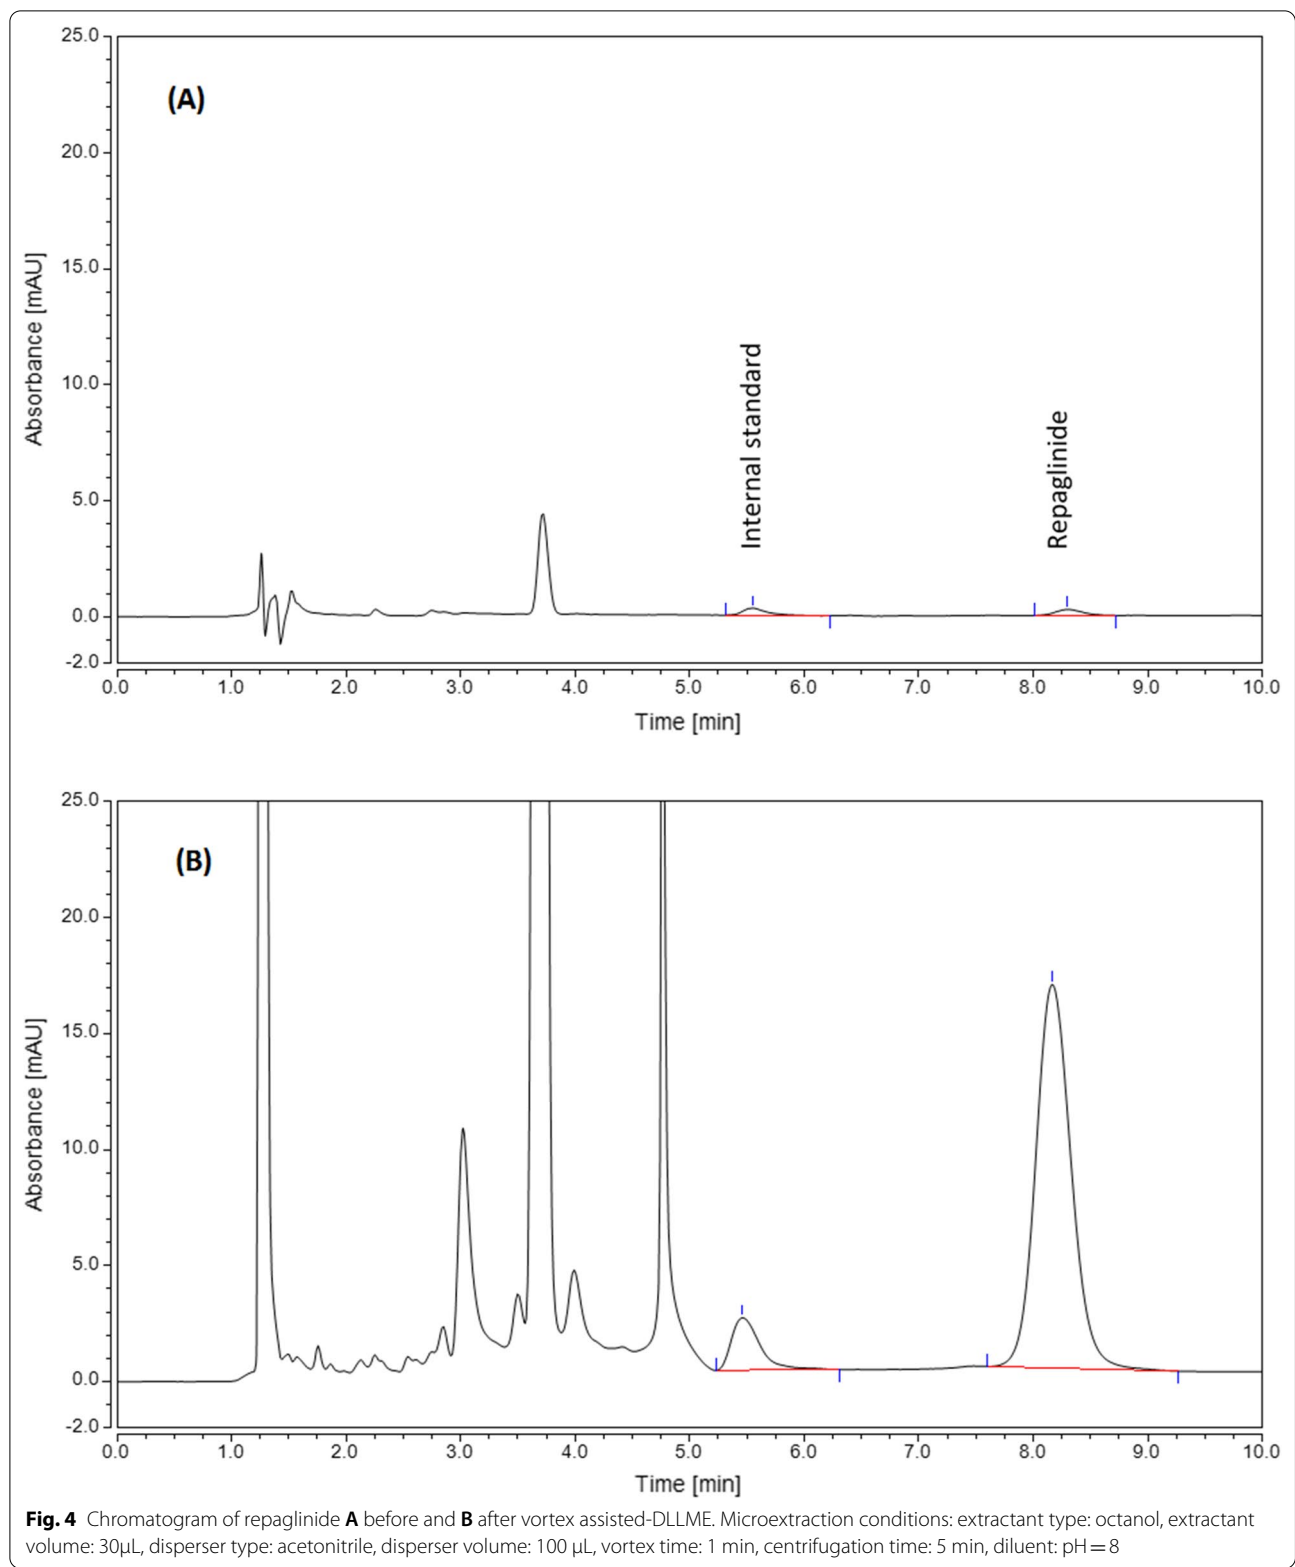 25.0
(A)
20.0
15.0
10.0
5.0
0.0
-2.0
Absorbance [mAU]
Internal standard
Repaglinide
0.0 1.0 2.0 3.0 4.0 5.0 6.0 7.0 8.0 9.0 10.0
Time [min]
25.0
(B)
20.0
15.0
10.0
5.0
0.0
-2.0
Absorbance [mAU]
0.0 1.0 2.0 3.0 4.0 5.0 6.0 7.0 8.0 9.0 10.0
Time [min]
Fig. 4 Chromatogram of repaglinide A before and B after vortex assisted-DLLME. Microextraction conditions: extractant type: octanol, extractant
volume: 30µL, disperser type: acetonitrile, disperser volume: 100 µL, vortex time: 1 min, centrifugation time: 5 min, diluent: pH = 8